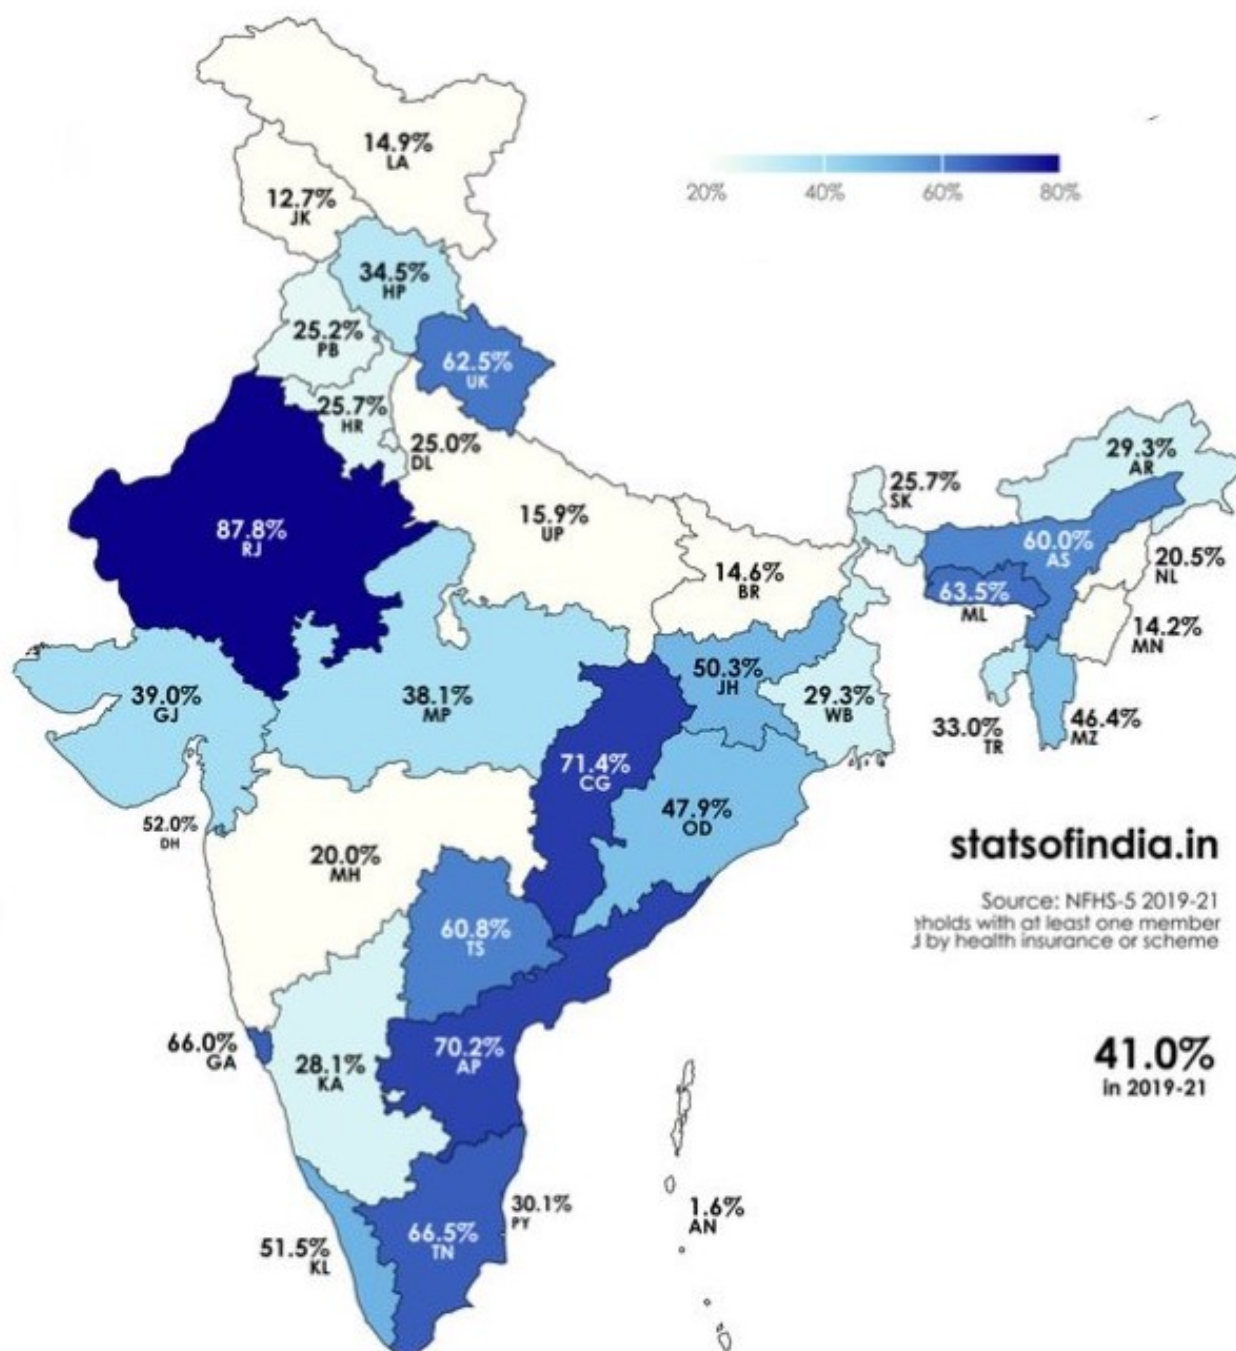 14.9%
LA
12.7%
JK
20%
40%
60%
80%
34.5%
HP
25.2%
PB
62.5%
UK
25.7%
HR
25.0%
DL
87.8%
RJ
15.9%
UP
14.6%
BR
25.7%
SK
29.3%
AR
60.0%
AS
20.5%
NL
63.5%
ML
14.2%
MN
39.0%
GJ
38.1%
MP
50.3%
JH
29.3%
WB
33.0%
TR
46.4%
MZ
71.4%
CG
47.9%
OD
52.0%
DH
20.0%
MH
60.8%
TS
statsofindia.in
Source: NFHS-5 2019-21
holds with at least one member
by health insurance or scheme
66.0%
GA
28.1%
KA
70.2%
AP
41.0%
in 2019-21
51.5%
KL
66.5%
TN
30.1%
PY
1.6%
AN